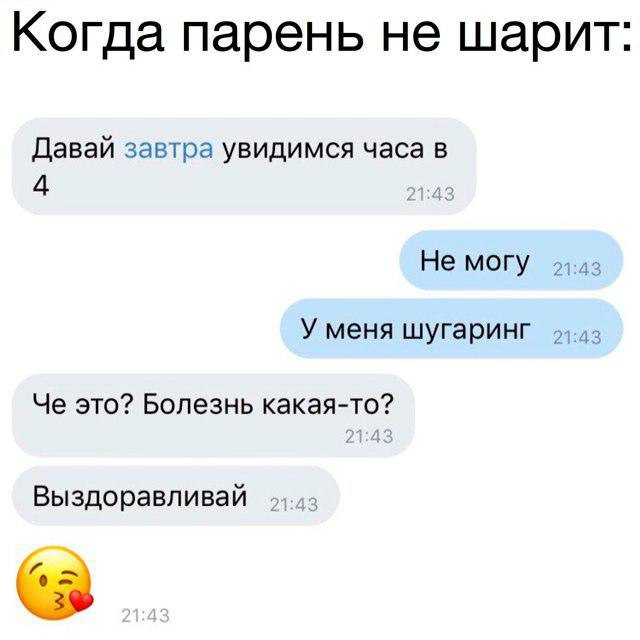 Когда парень не шарит:
Давай завтра увидимся часа в
4
21:43
Не могу 21:43
У меня шугаринг 21:43
Че это? Болезнь какая-то?
21:43
Выздоравливай 21:43
21:43